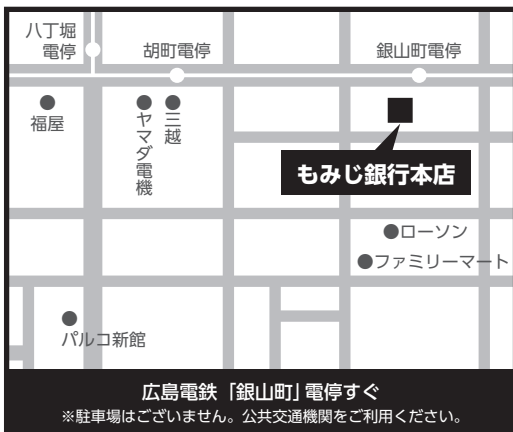 八丁堀
電停
胡町電停
銀山町電停
●福屋
●ヤマダ電機
●三越
もみじ銀行本店
●ローソン
●ファミリーマート
●パルコ新館
広島電鉄「銀山町」電停すぐ
※駐車場はございません。公共交通機関をご利用ください。